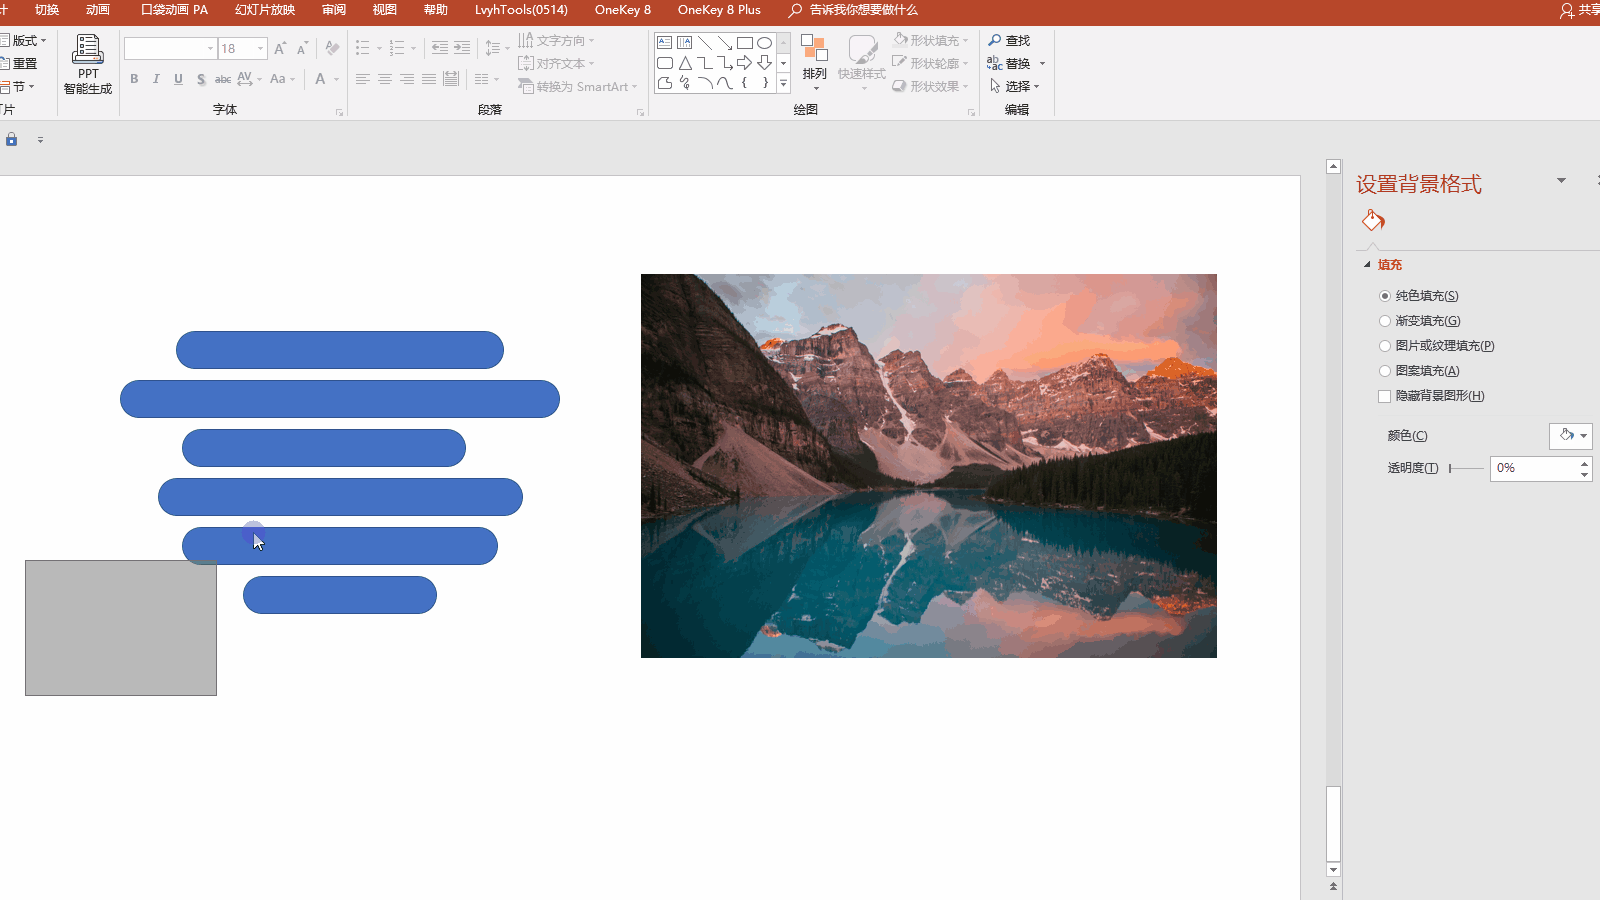 计 切换 动画 口袋动画 PA 幻灯片放映 审阅 视图 帮助 LvyhTools(0514) OneKey 8 OneKey 8 Plus 告诉我你想要做什么 共享
版式 18 文字方向 形状填充 查找
重置 PPT 对齐文本 排列 快速样式 形状轮廓 替换
节 智能生成 B I U S abc AV Aa A 转换为 SmartArt 形状效果 选择
片 字体 段落 绘图 编辑
设置背景格式
填充
纯色填充(S)
渐变填充(G)
图片或纹理填充(P)
图案填充(A)
隐藏背景图形(H)
颜色(C)
透明度(T) 0%